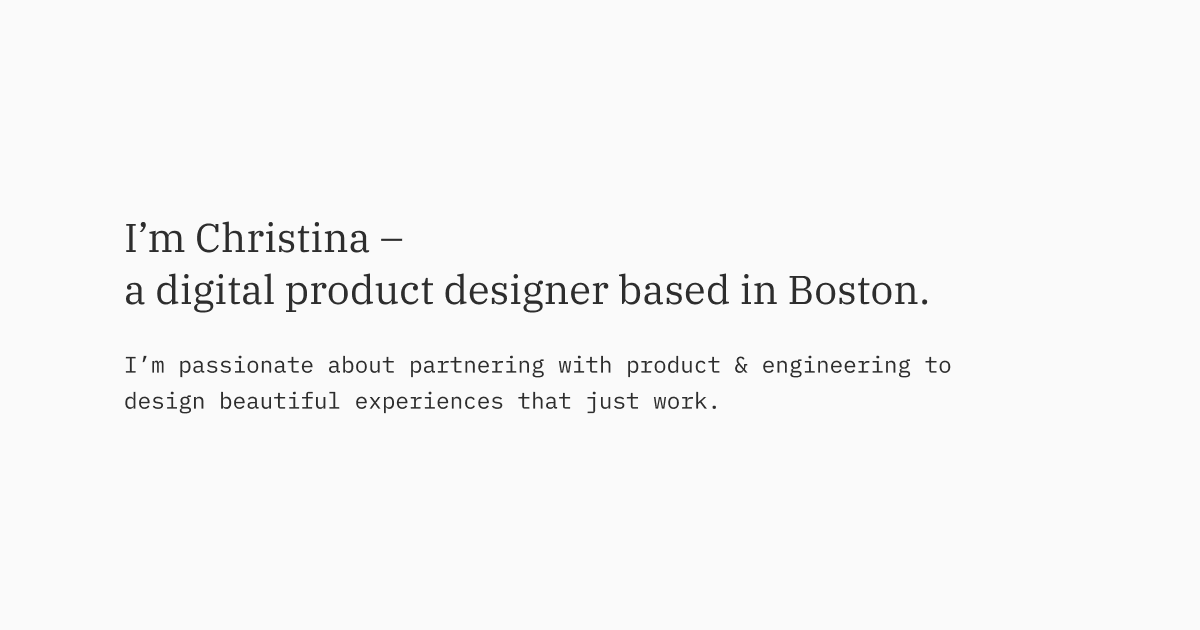 I’m Christina –
a digital product designer based in Boston.
I’m passionate about partnering with product & engineering to
design beautiful experiences that just work.